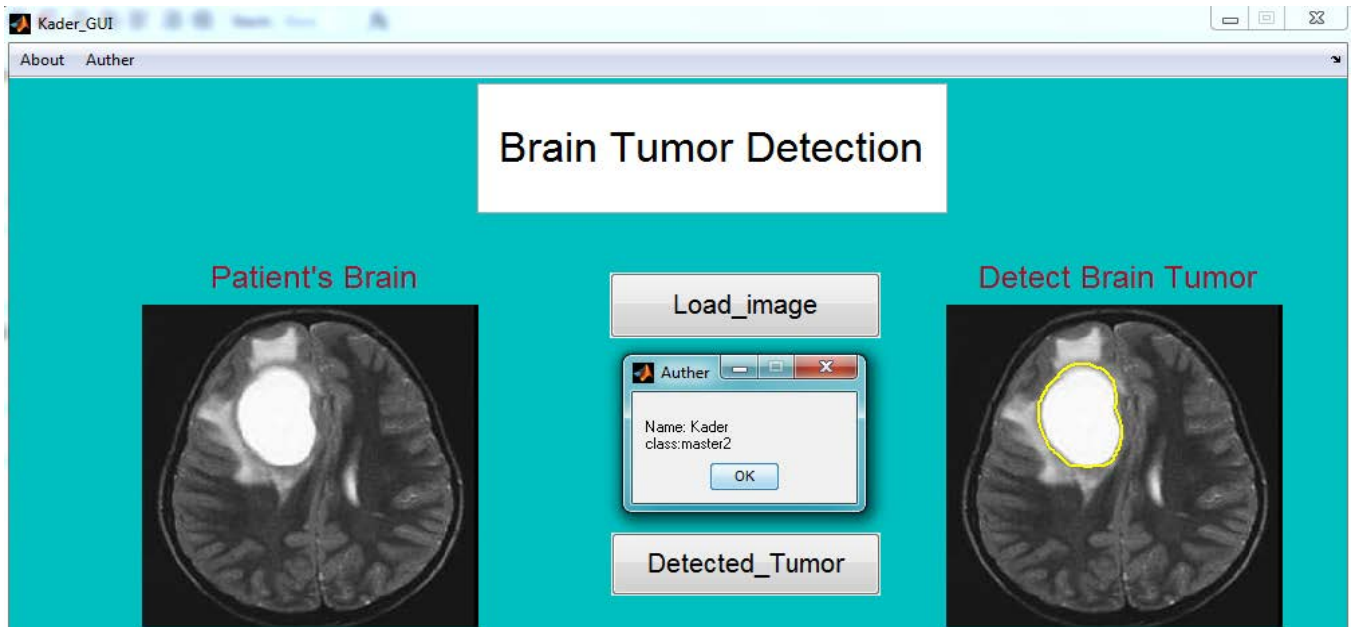 Kader_GUI
About Auther
Brain Tumor Detection
Patient's Brain
Load_image
Detect Brain Tumor
Auther
Name: Kader
class:master2
OK
Detected_Tumor